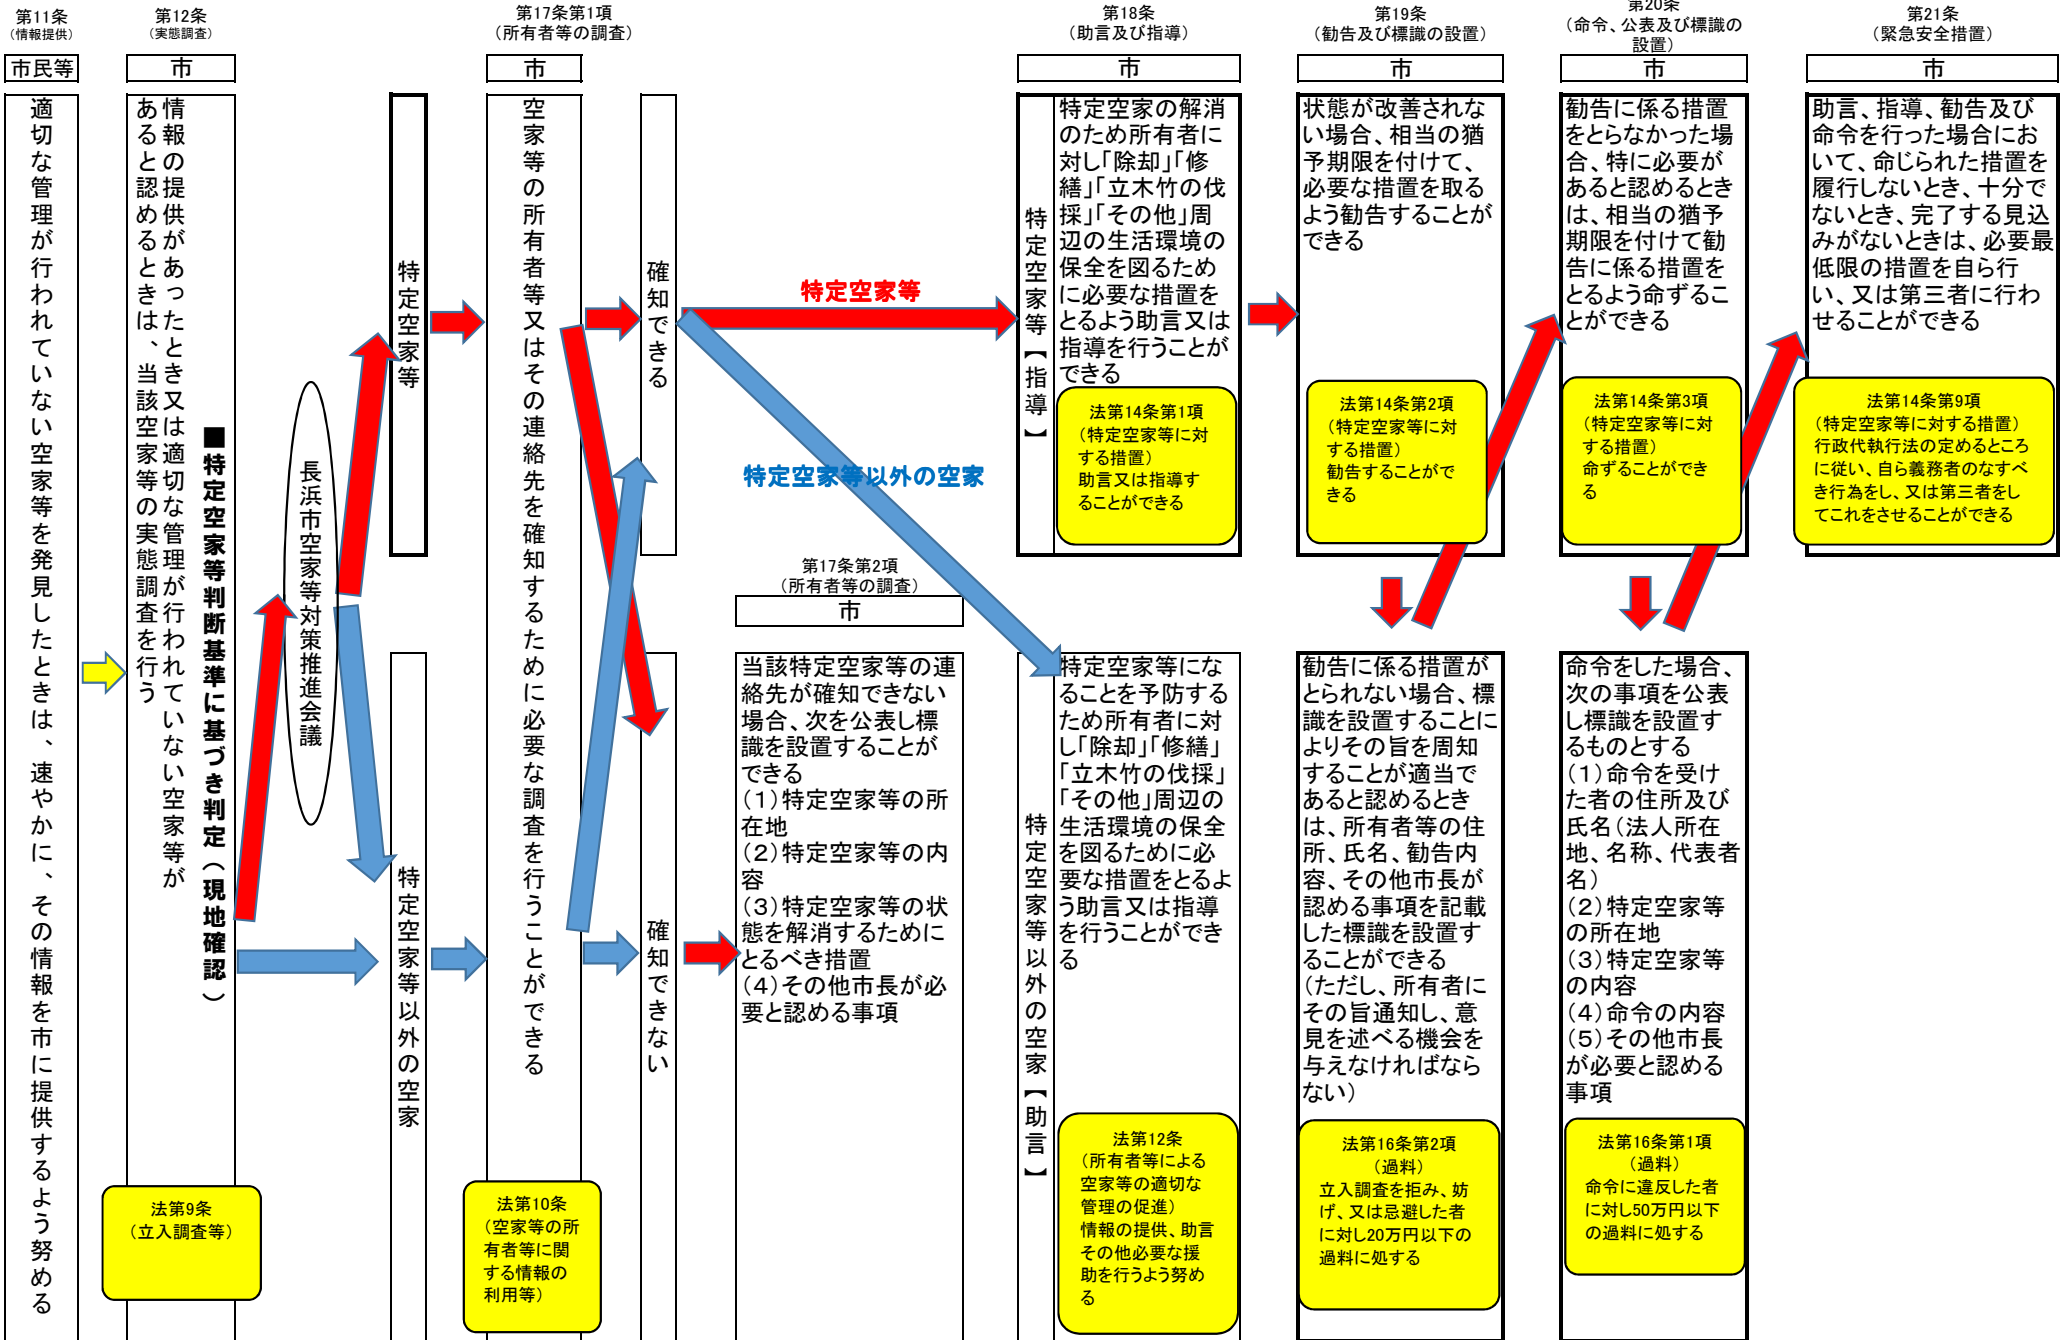 第11条
（情報提供）
市民等
適切な管理が行われていない空家等を発見したときは、速やかに、その情報を市に提供するよう努める
第12条
（実態調査）
市
情報の提供があったとき又は適切な管理が行われていない空家等が
あると認めるときは、当該空家等の実態調査を行う
■特定空家等判断基準に基づき判定（現地確認）
法第9条
（立入調査等）
長浜市空家等対策推進会議
特定空家等
特定空家等以外の空家
第17条第1項
（所有者等の調査）
市
空家等の所有者等又はその連絡先を確知するために必要な調査を行うことができる
法第10条
（空家等の所
有者等に関
する情報の
利用等）
確知できる
確知できない
特定空家等
特定空家等以外の空家
第17条第2項
（所有者等の調査）
市
当該特定空家等の連
絡先が確知できない
場合、次を公表し標
識を設置することが
できる
（1）特定空家等の所
在地
（2）特定空家等の内
容
（3）特定空家等の状
態を解消するために
とるべき措置
（4）その他市長が必
要と認める事項
第18条
（助言及び指導）
市
特定空家等【指導】
特定空家の解消
のため所有者に
対し「除却」「修
繕」「立木竹の伐
採」「その他」周
辺の生活環境の
保全を図るため
に必要な措置を
とるよう助言又は
指導を行うことが
できる
法第14条第1項
（特定空家等に対
する措置）
助言又は指導す
ることができる
特定空家等以外の空家【助言】
特定空家等にな
ることを予防する
ため所有者に対
し「除却」「修繕」
「立木竹の伐採」
「その他」周辺の
生活環境の保全
を図るために必
要な措置をとるよ
う助言又は指導
を行うことができ
る
法第12条
（所有者等による
空家等の適切な
管理の促進）
情報の提供、助言
その他必要な援
助を行うよう努め
る
第19条
（勧告及び標識の設置）
市
状態が改善されな
い場合、相当の猶
予期限を付けて、
必要な措置を取る
よう勧告することが
できる
法第14条第2項
（特定空家等に対
する措置）
勧告することがで
きる
勧告に係る措置が
とられない場合、標
識を設置することに
よりその旨を周知
することが適当で
あると認めるとき
は、所有者等の住
所、氏名、勧告内
容、その他市長が
認める事項を記載
した標識を設置す
ることができる
（ただし、所有者に
その旨通知し、意
見を述べる機会を
与えなければなら
ない）
法第16条第2項
（過料）
立入調査を拒み、妨
げ、又は忌避した者
に対し20万円以下の
過料に処する
第20条
（命令、公表及び標識の
設置）
市
勧告に係る措置
をとらなかった場
合、特に必要が
あると認めるとき
は、相当の猶予
期限を付けて勧
告に係る措置を
とるよう命ずるこ
とができる
法第14条第3項
（特定空家等に対
する措置）
命ずることができ
る
命令をした場合、
次の事項を公表
し標識を設置す
るものとする
（1）命令を受け
た者の住所及び
氏名（法人所在
地、名称、代表者
名）
（2）特定空家等
の所在地
（3）特定空家等
の内容
（4）命令の内容
（5）その他市長
が必要と認める
事項
法第16条第1項
（過料）
命令に違反した者
に対し50万円以下
の過料に処する
第21条
（緊急安全措置）
市
助言、指導、勧告及び
命令を行った場合にお
いて、命じられた措置を
履行しないとき、十分で
ないとき、完了する見込
みがないときは、必要最
低限の措置を自ら行
い、又は第三者に行わ
せることができる
法第14条第9項
（特定空家等に対する措置）
行政代執行法の定めるところ
に従い、自ら義務者のなすべ
き行為をし、又は第三者をし
てこれをさせることができる